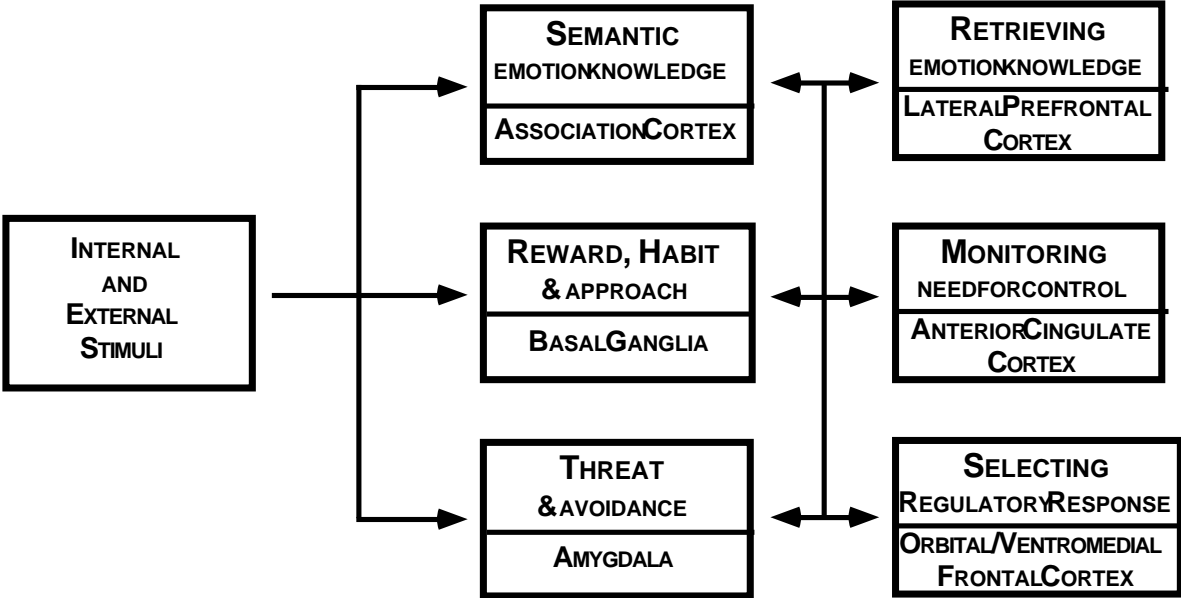 INTERNAL
AND
EXTERNAL
STIMULI
SEMANTIC
EMOTIONKNOWLEDGE
ASSOCIATIONCORTEX
REWARD, HABIT
& APPROACH
BASALGANGLIA
THREAT
& AVOIDANCE
AMYGDALA
RETRIEVING
EMOTIONKNOWLEDGE
LATERALPREFRONTAL
CORTEX
MONITORING
NEEDFORCONTROL
ANTERIORCINGULATE
CORTEX
SELECTING
REGULATORYRESPONSE
ORBITAL/VENTROMEDIAL
FRONTALCORTEX